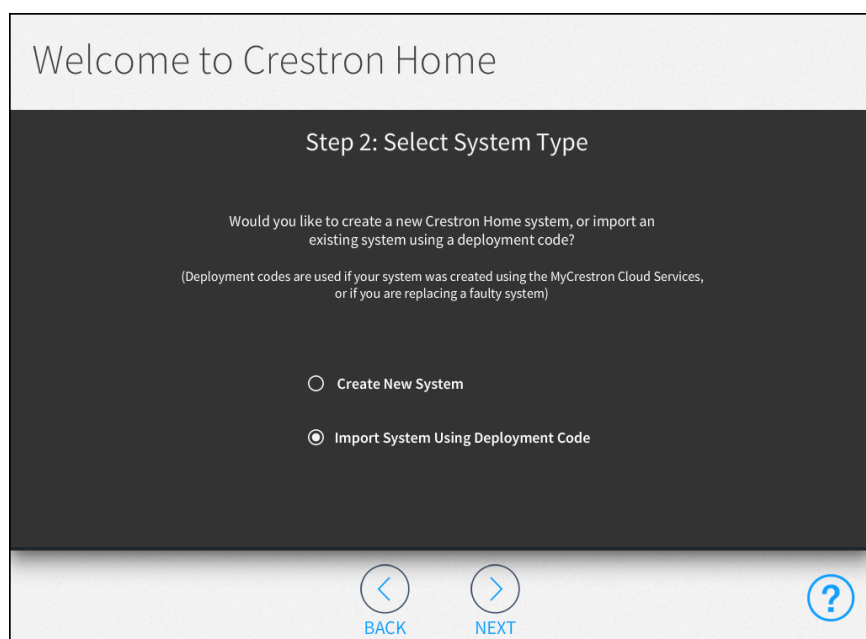 Welcome to Crestron Home
Step 2: Select System Type
Would you like to create a new Crestron Home system, or import an
existing system using a deployment code?
(Deployment codes are used if your system was created using the MyCrestron Cloud Services,
or if you are replacing a faulty system)
Create New System
Import System Using Deployment Code
BACK
NEXT
?